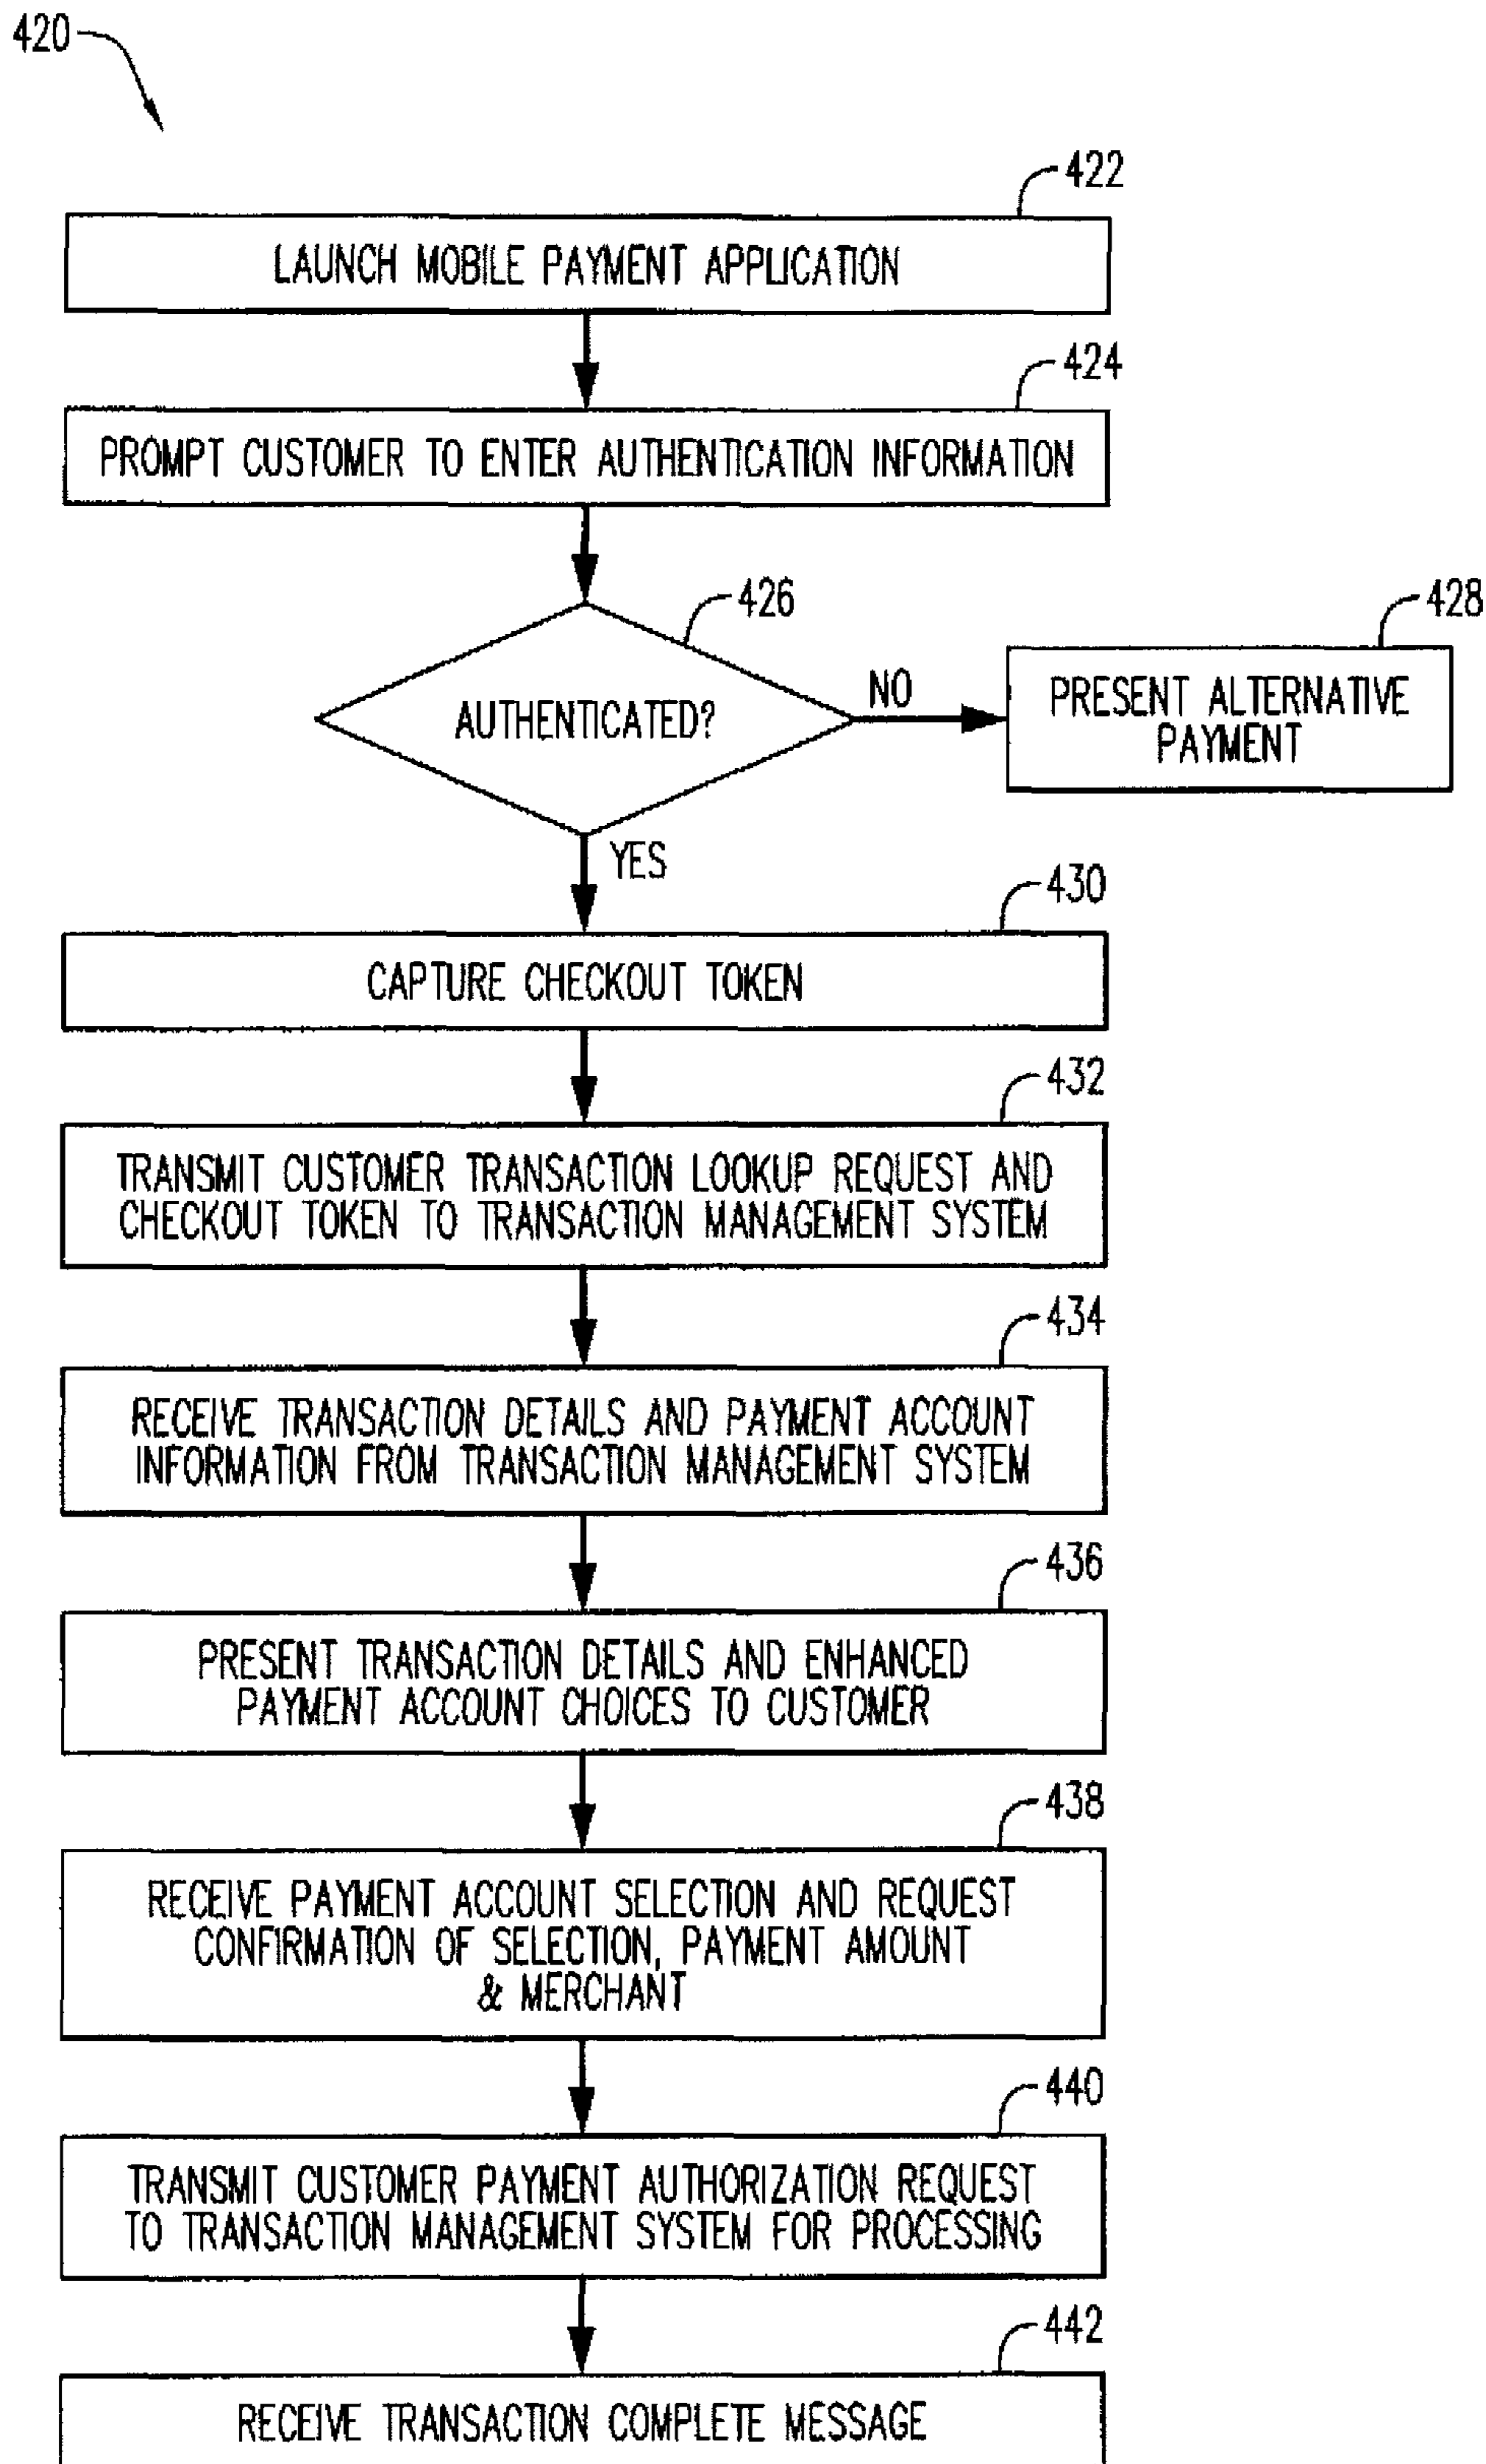 420
422
LAUNCH MOBILE PAYMENT APPLICATION
424
PROMPT CUSTOMER TO ENTER AUTHENTICATION INFORMATION
426
428
AUTHENTICATED?
NO
PRESENT ALTERNATIVE
PAYMENT
YES
430
CAPTURE CHECKOUT TOKEN
432
TRANSMIT CUSTOMER TRANSACTION LOOKUP REQUEST AND
CHECKOUT TOKEN TO TRANSACTION MANAGEMENT SYSTEM
434
RECEIVE TRANSACTION DETAILS AND PAYMENT ACCOUNT
INFORMATION FROM TRANSACTION MANAGEMENT SYSTEM
436
PRESENT TRANSACTION DETAILS AND ENHANCED
PAYMENT ACCOUNT CHOICES TO CUSTOMER
438
RECEIVE PAYMENT ACCOUNT SELECTION AND REQUEST
CONFIRMATION OF SELECTION, PAYMENT AMOUNT
& MERCHANT
440
TRANSMIT CUSTOMER PAYMENT AUTHORIZATION REQUEST
TO TRANSACTION MANAGEMENT SYSTEM FOR PROCESSING
442
RECEIVE TRANSACTION COMPLETE MESSAGE